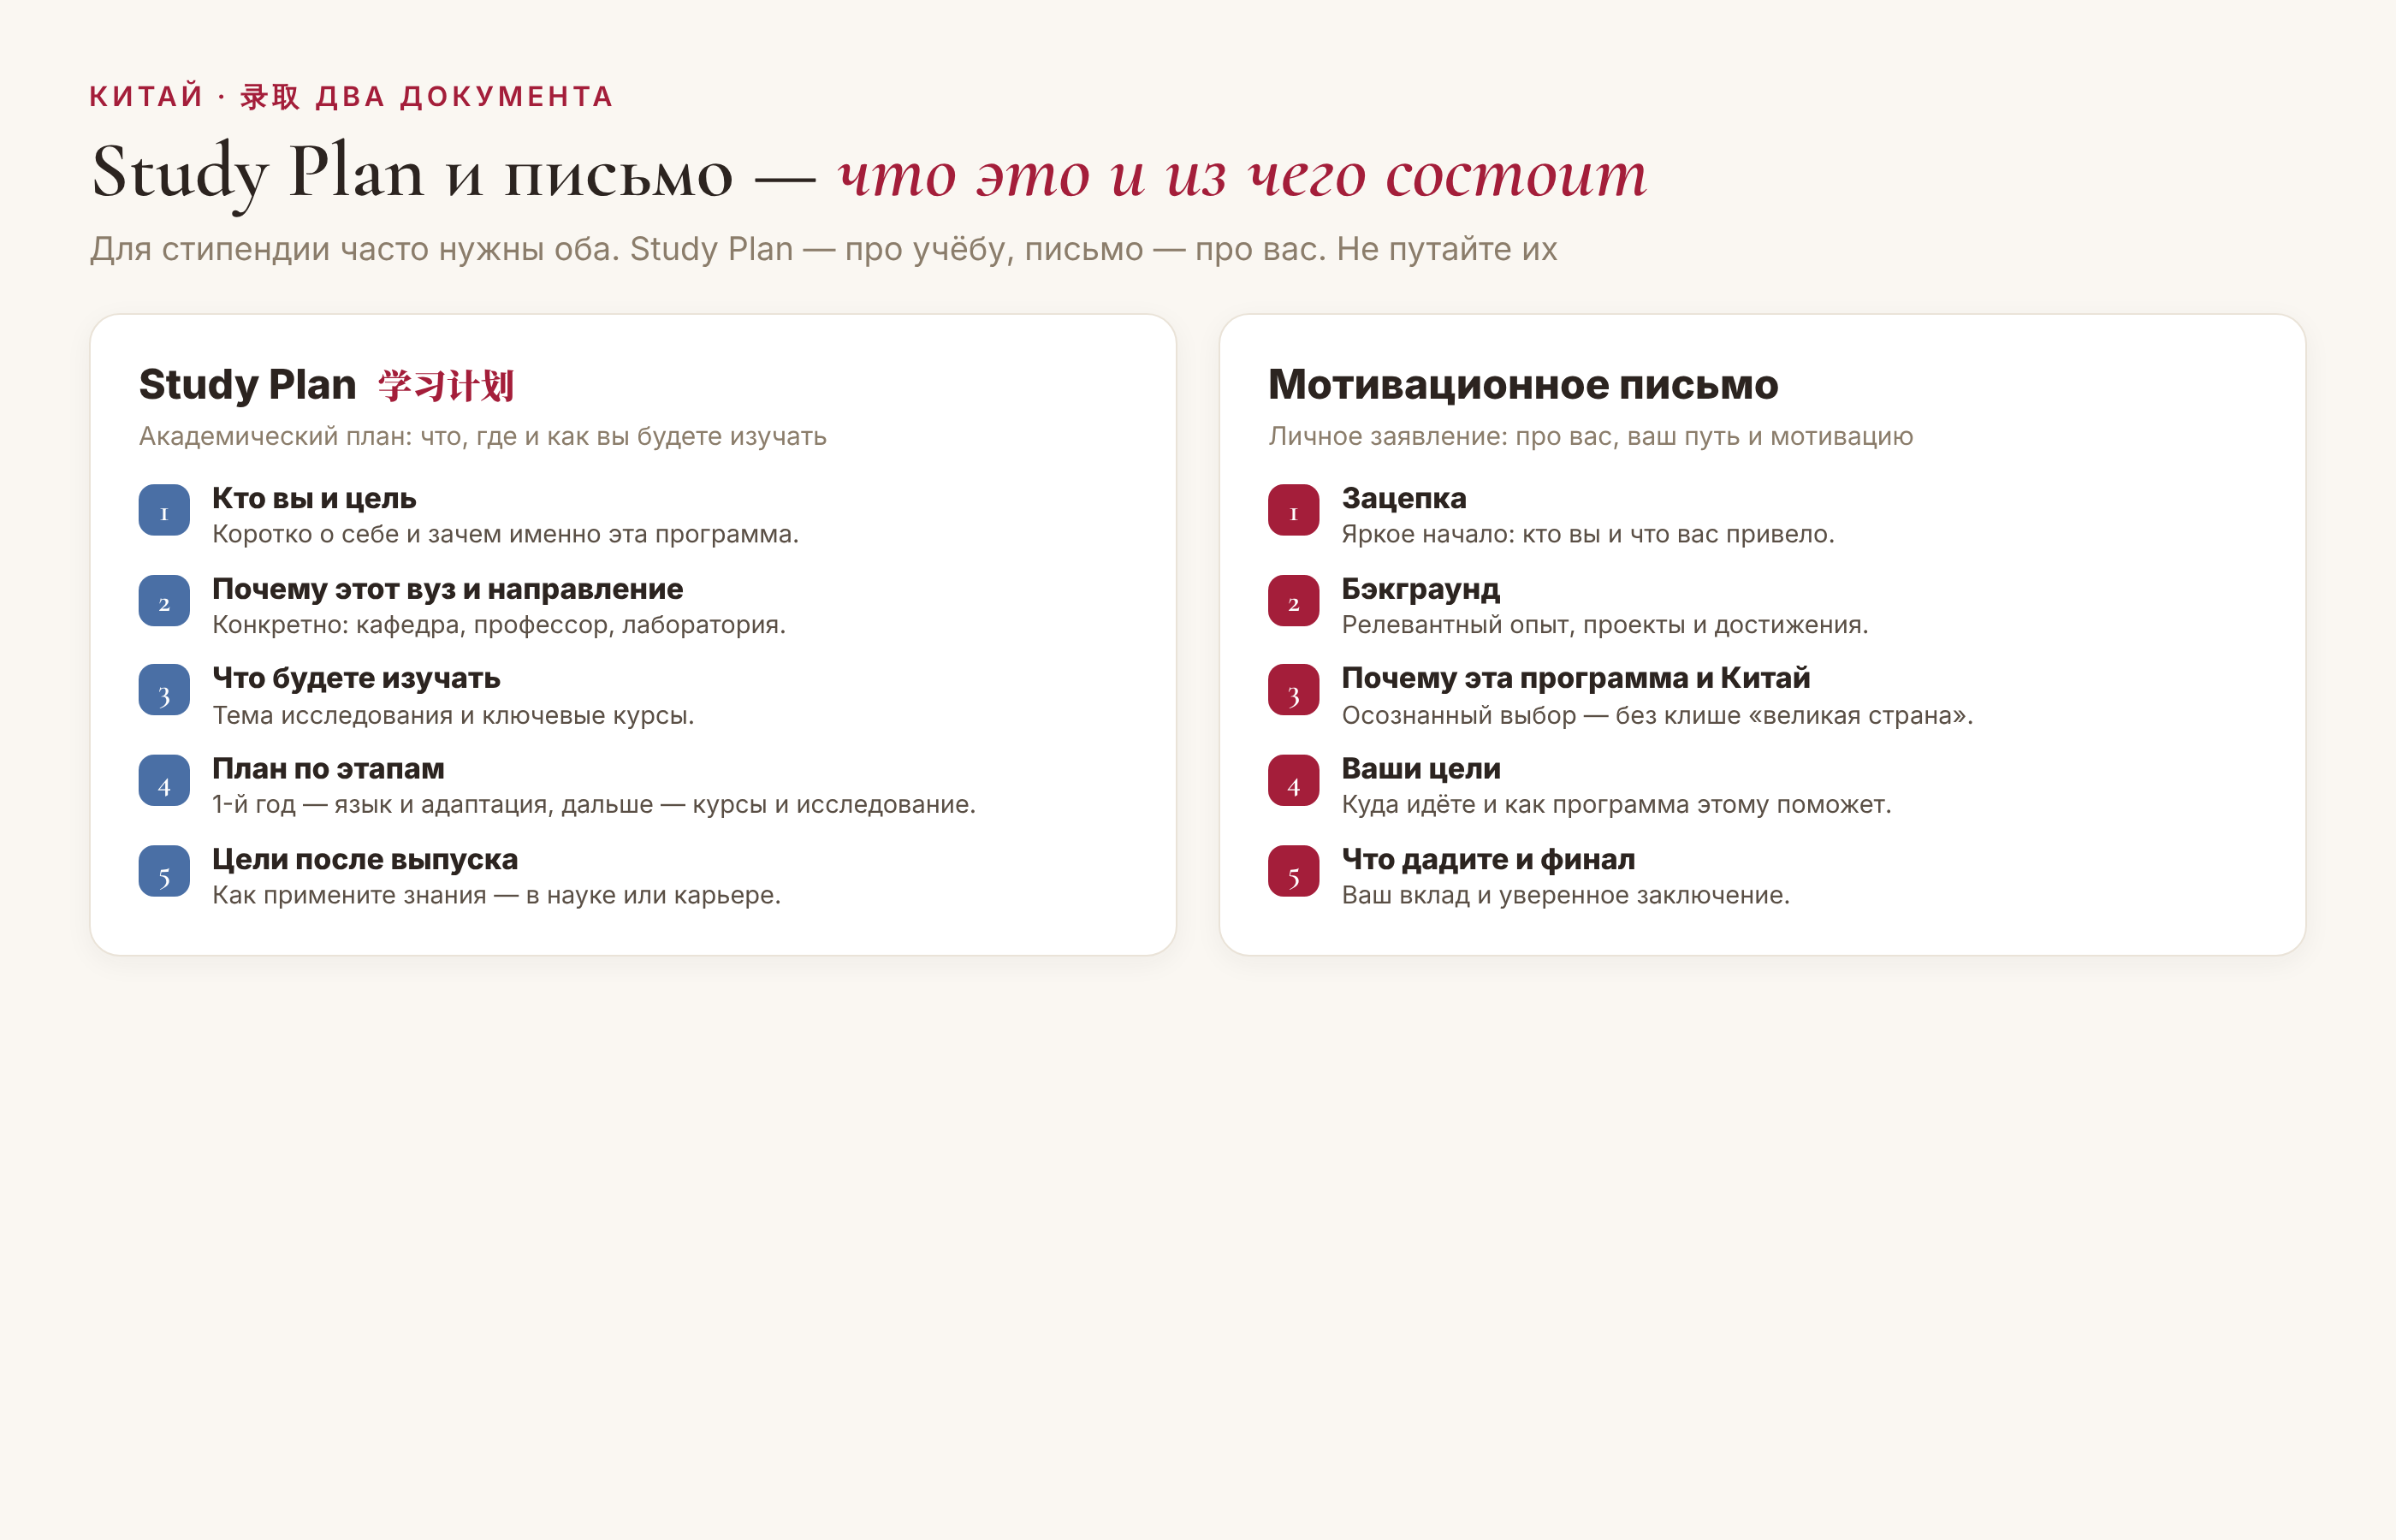 КИТАЙ · 录取 ДВА ДОКУМЕНТА
Study Plan и письмо — что это и из чего состоит
Для стипендии часто нужны оба. Study Plan — про учёбу, письмо — про вас. Не путайте их
Study Plan 学习计划
Академический план: что, где и как вы будете изучать
1 Кто вы и цель
Коротко о себе и зачем именно эта программа.
2 Почему этот вуз и направление
Конкретно: кафедра, профессор, лаборатория.
3 Что будете изучать
Тема исследования и ключевые курсы.
4 План по этапам
1-й год — язык и адаптация, дальше — курсы и исследование.
5 Цели после выпуска
Как примените знания — в науке или карьере.
Мотивационное письмо
Личное заявление: про вас, ваш путь и мотивацию
1 Зацепка
Яркое начало: кто вы и что вас привело.
2 Бэкграунд
Релевантный опыт, проекты и достижения.
3 Почему эта программа и Китай
Осознанный выбор — без клише «великая страна».
4 Ваши цели
Куда идёте и как программа этому поможет.
5 Что дадите и финал
Ваш вклад и уверенное заключение.